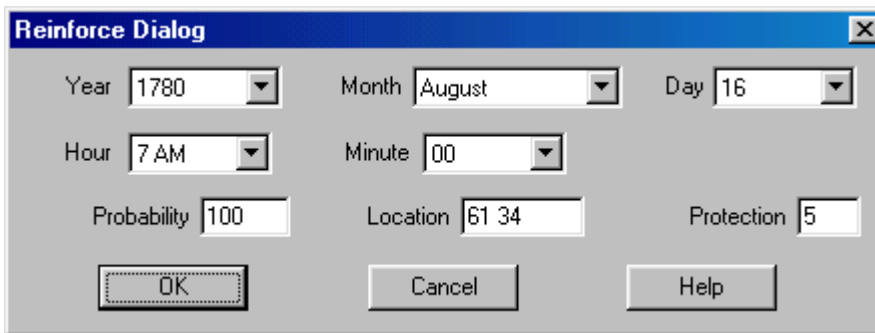 Reinforce Dialog
Year 1780 Month August Day 16
Hour 7 AM Minute 00
Probability 100 Location 61 34 Protection 5
OK Cancel Help